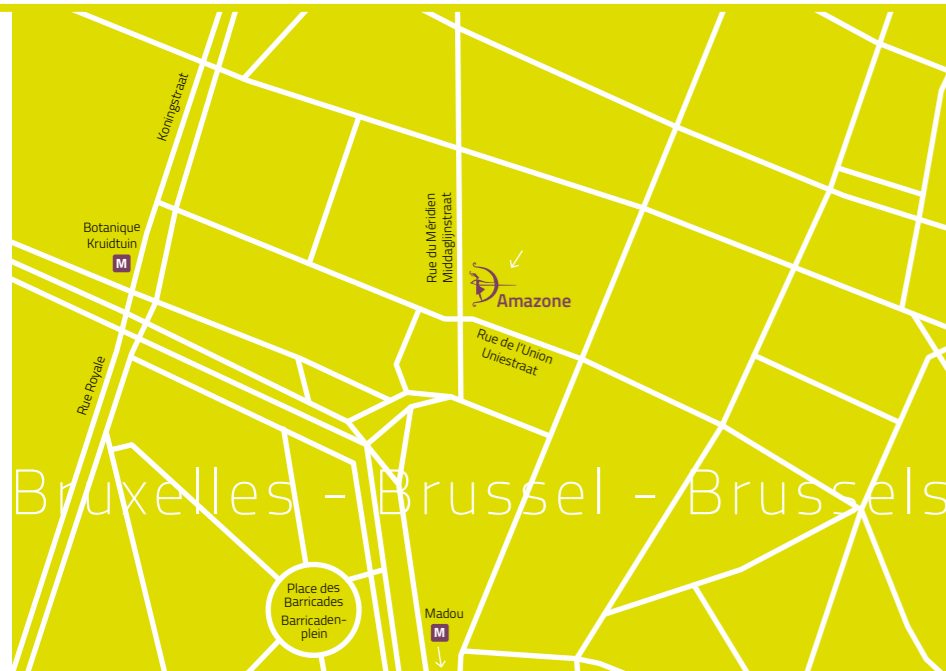 Koningstraat
Botanique
Kruidtuin
M
Rue du Méridien
Middaglijnstraat
Amazone
Rue de l'Union
Uniestraat
Rue Royale
Bruxelles - Brussel - Brussels
Place des
Barricades
Barricaden-
plein
Madou
M